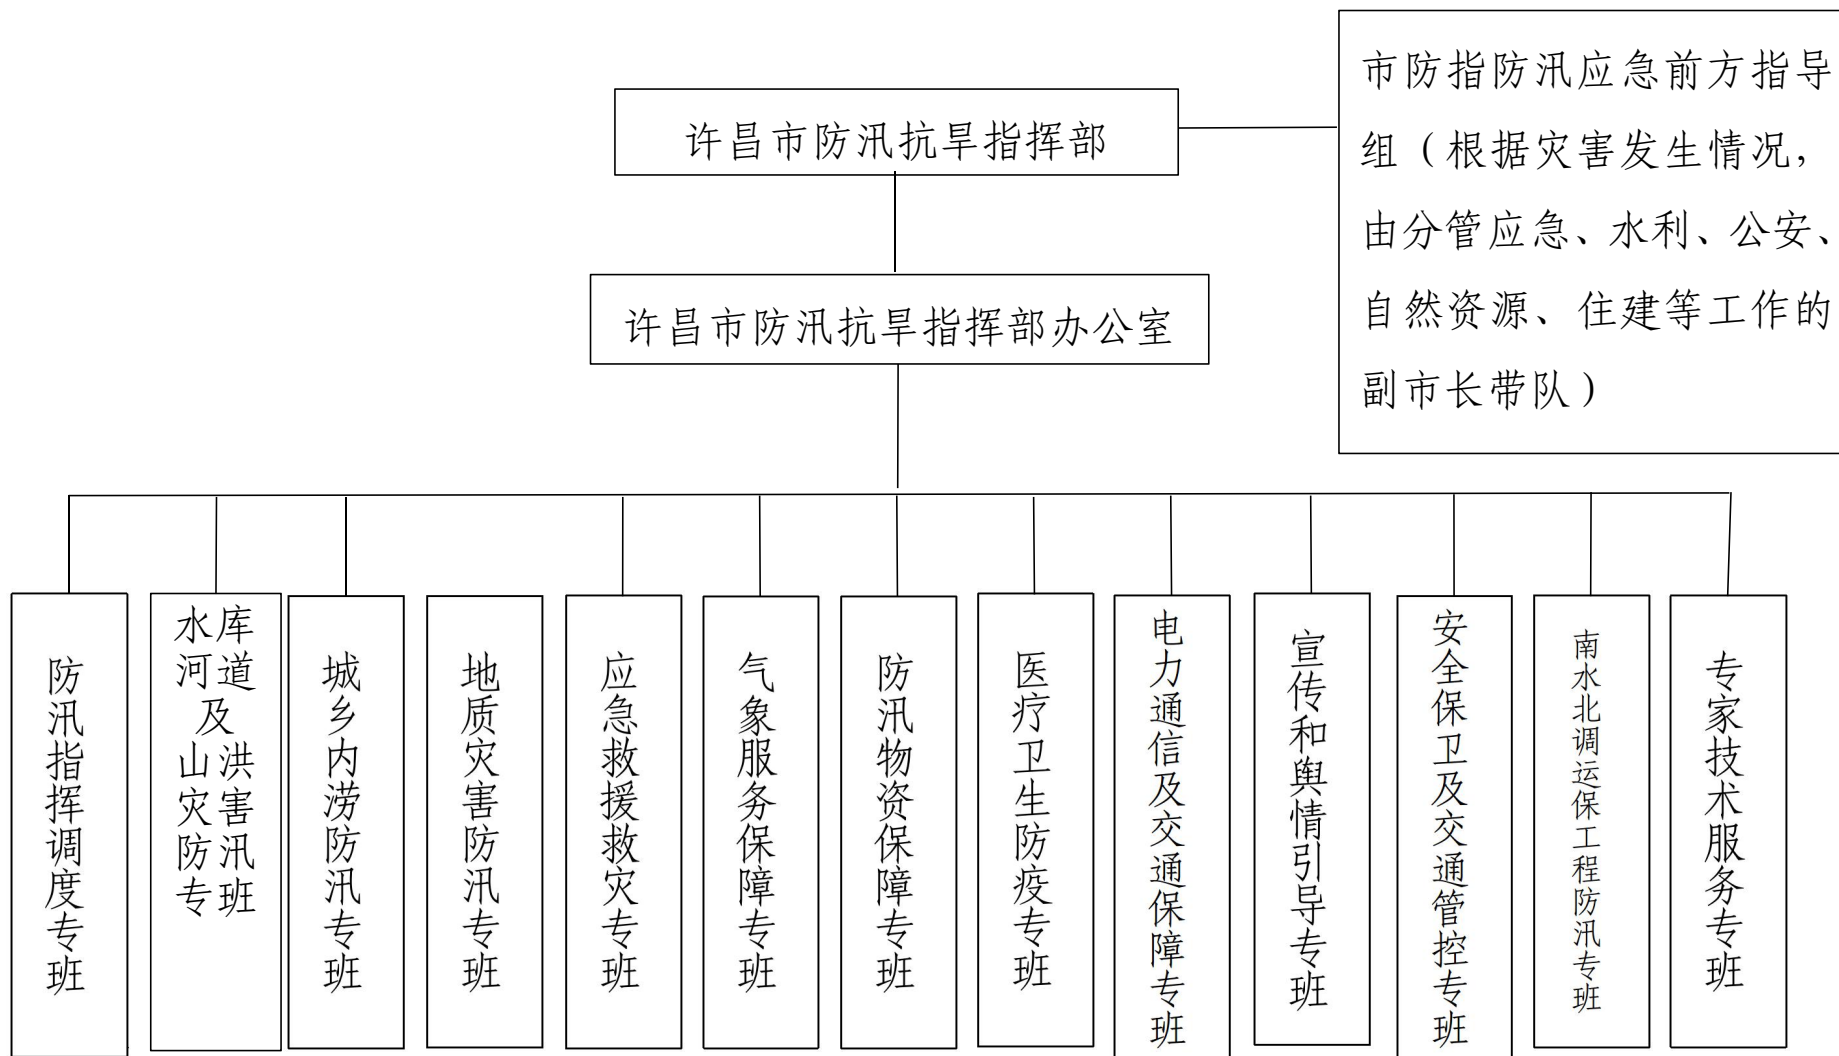 许昌市防汛抗旱指挥部
市防指防汛应急前方指导
组（根据灾害发生情况，
由分管应急、水利、公安、
自然资源、住建等工作的
副市长带队）
许昌市防汛抗旱指挥部办公室
防汛指挥调度专班
水库
河道
及
山洪
灾害
防汛
专班
城乡内涝防汛专班
地质灾害防汛专班
应急救援救灾专班
气象服务保障专班
防汛物资保障专班
医疗卫生防疫专班
电力通信及交通保障专班
宣传和舆情引导专班
安全保卫及交通管控专班
南水北调运保工程防汛专班
专家技术服务专班